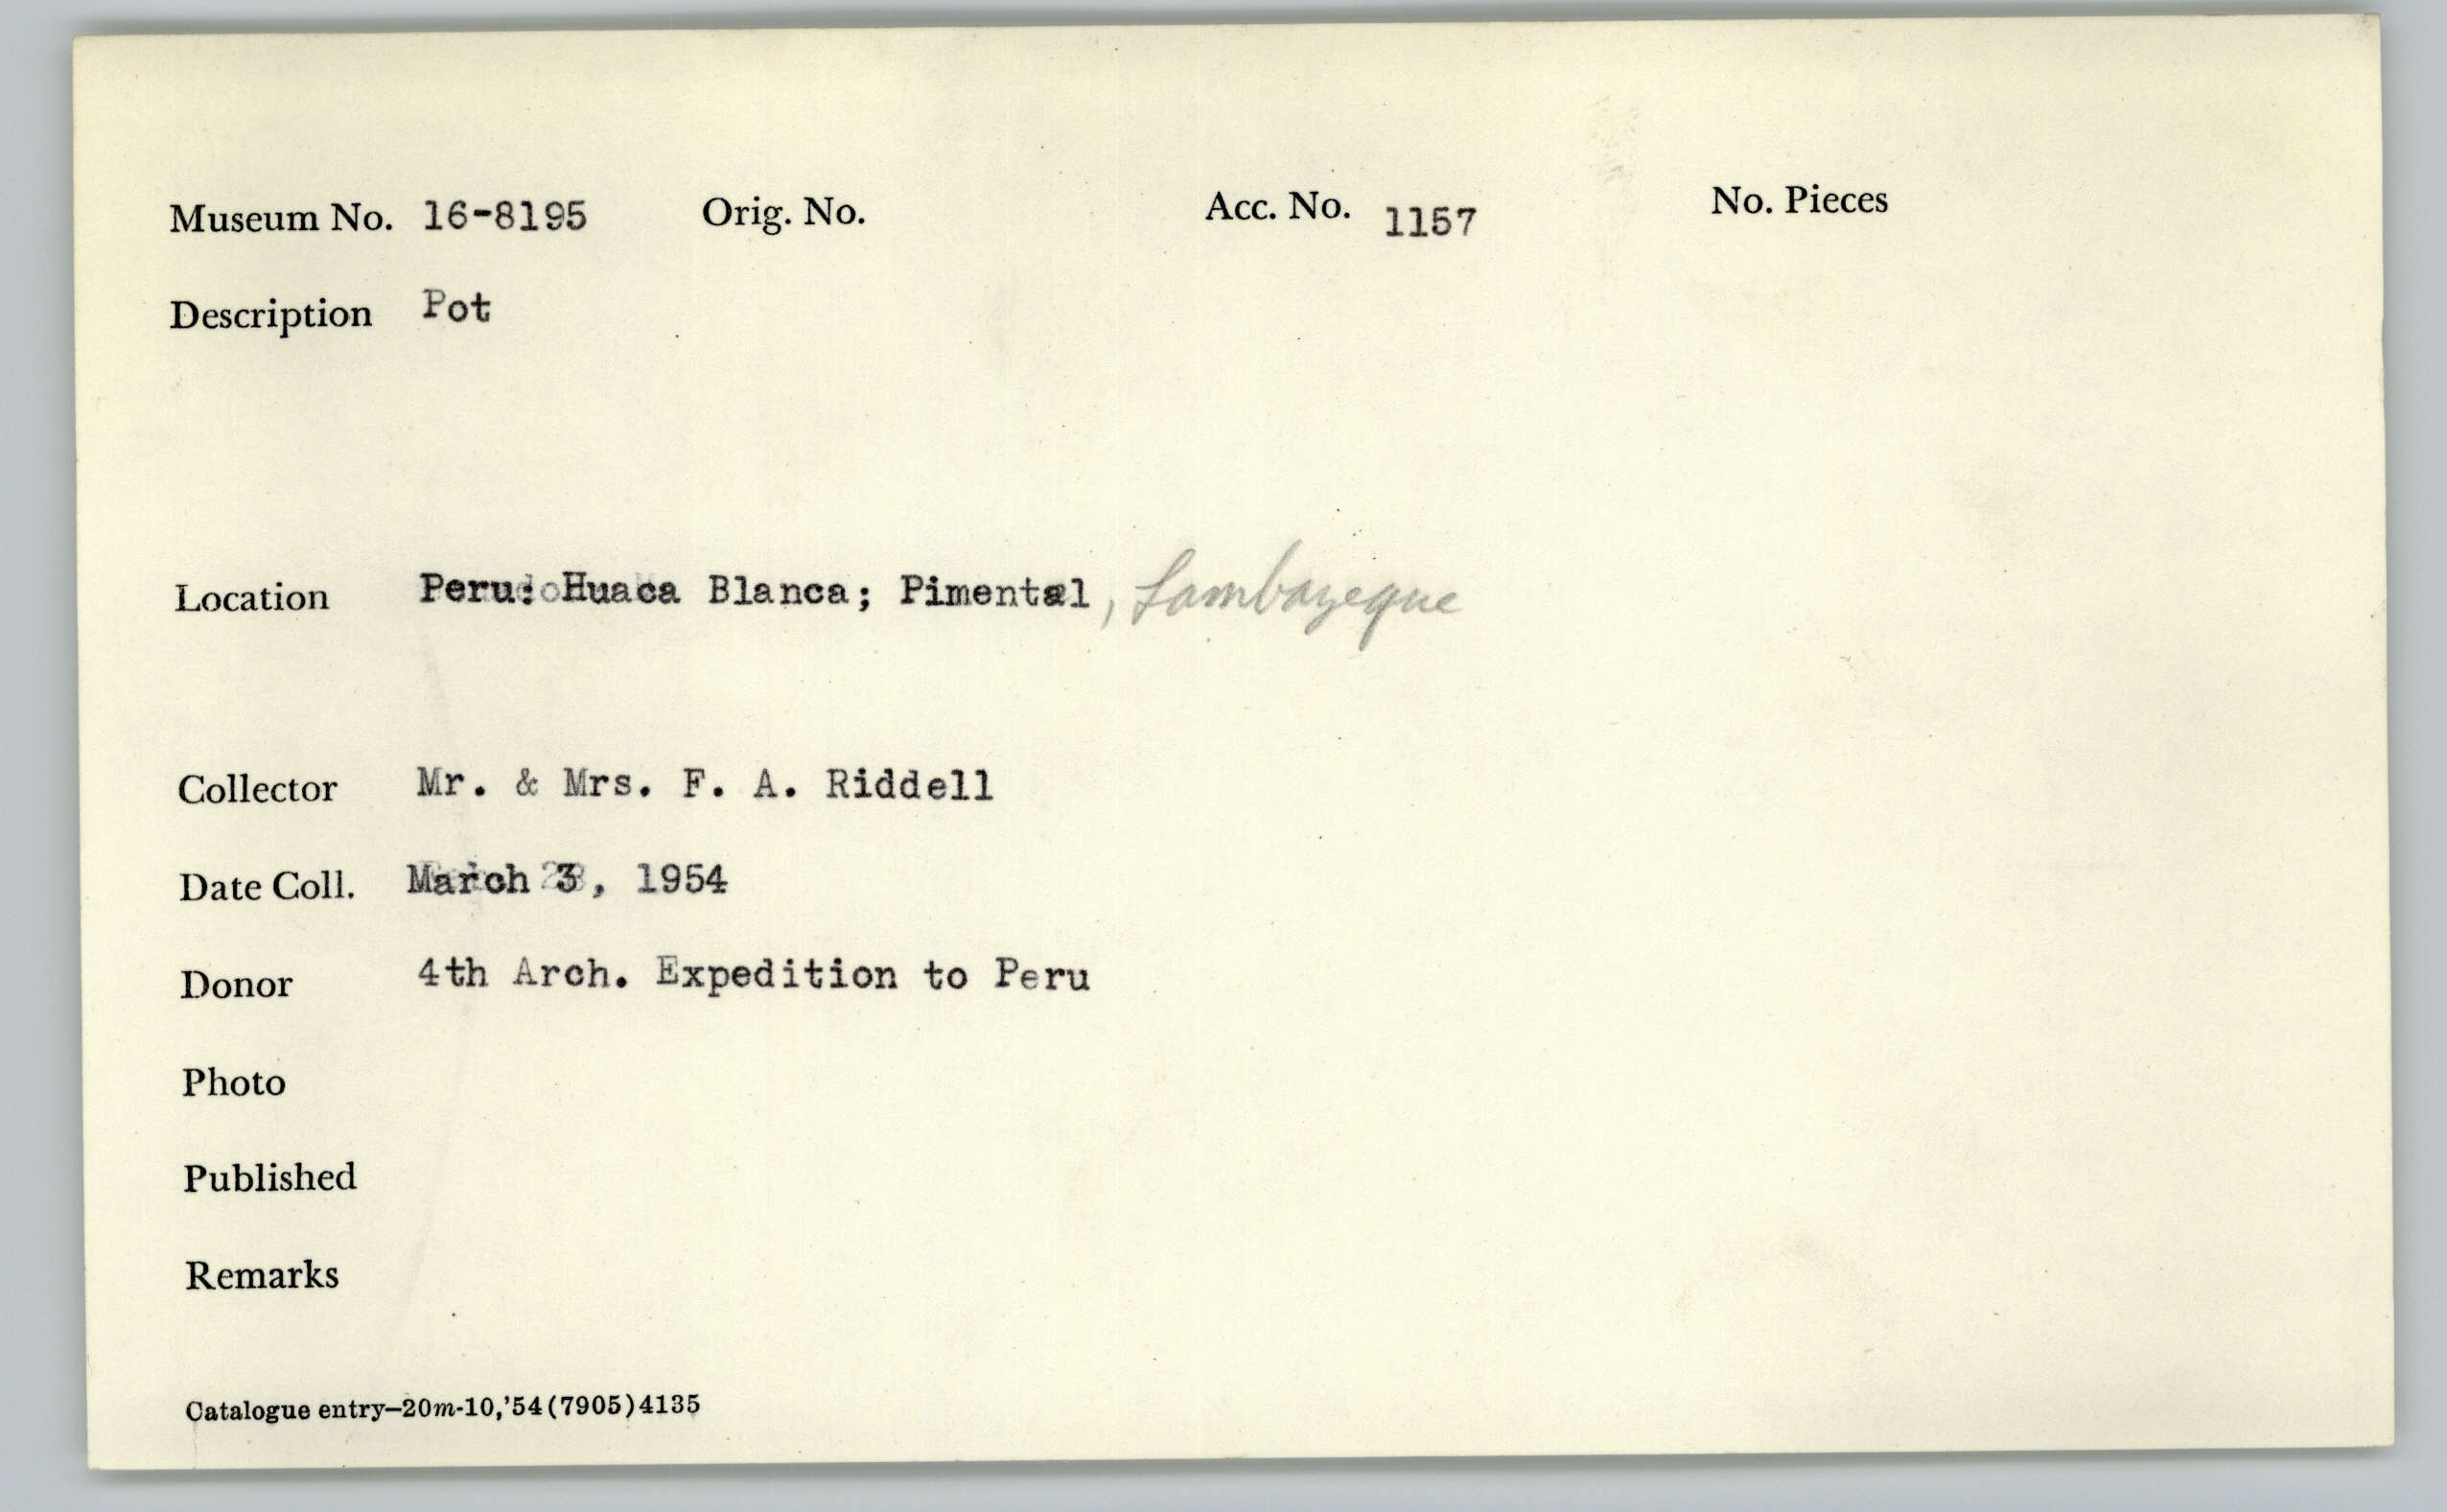 Museum No. 16-8195 Orig. No. Acc. No. 1157 No. Pieces
Description Pot
Location Peru: Huaca Blanca; Pimentel, Lambayeque
Collector Mr. & Mrs. F. A. Riddell
Date Coll. March 3, 1954
Donor 4th Arch. Expedition to Peru
Photo
Published
Remarks
Catalogue entry—20m-10,'54(7905)4135